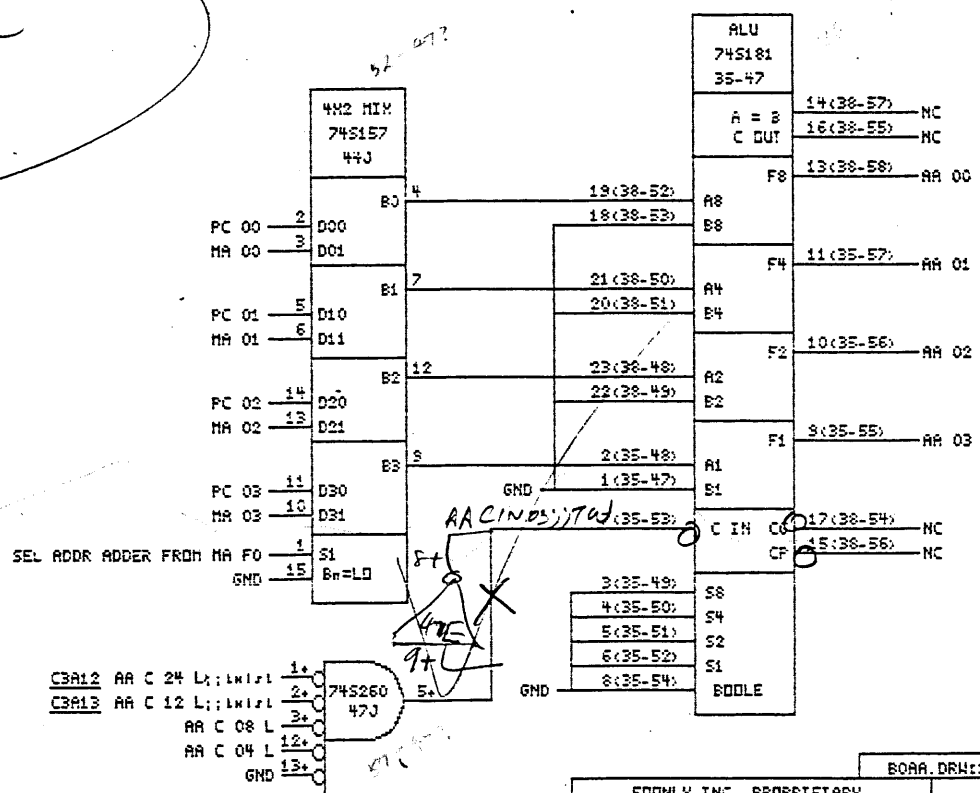 ALU
74S181
35-47
4X2 MIX
74S157
44J
A = B
C OUT
14(38-57) NC
16(38-55) NC
F8 13(38-58) AA 00
B0 4
19(38-52) A8
18(38-53) B8
PC 00 2 D00
MA 00 3 D01
F4 11(35-57) AA 01
B1 7
21(38-50) A4
20(38-51) B4
PC 01 5 D10
MA 01 6 D11
F2 10(35-56) AA 02
B2 12
23(38-48) A2
22(38-49) B2
PC 02 14 D20
MA 02 13 D21
F1 9(35-55) AA 03
B3 9
2(35-48) A1
GND 1(35-47) B1
PC 03 11 D30
MA 03 10 D31
(35-53) C IN
CG 17(38-54) NC
CP 15(38-56) NC
SEL ADDR ADDER FROM MA F0 1 S1
GND 15 Bn=LO
8+
3(35-49) S8
4(35-50) S4
5(35-51) S2
6(35-52) S1
GND 8(35-54) BOOLE
9+
C3A12 AA C 24 L 1+
C3A13 AA C 12 L 2+
AA C 08 L 3+
AA C 04 L 12+
GND 13+
74S260
47J
5+
BOAA.DRW
FOONLY INC. PROPRIETARY